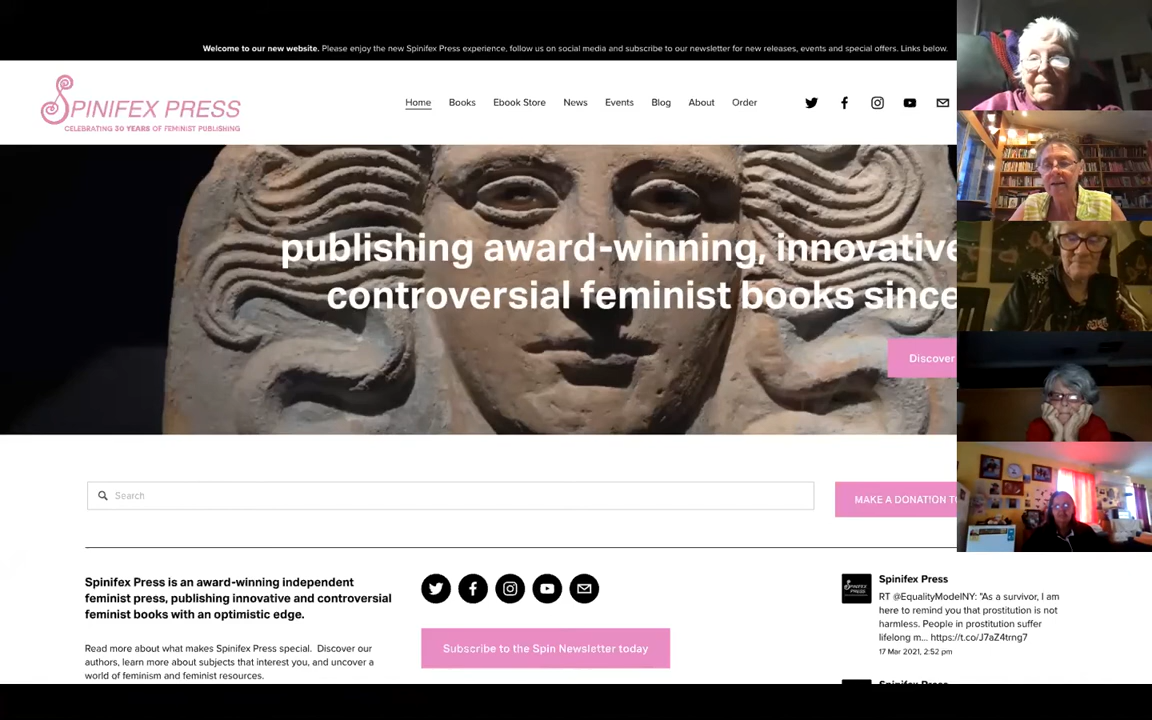 Welcome to our new website. Please enjoy the new Spinifex Press experience, follow us on social media and subscribe to our newsletter for new releases, events and special offers. Links below.
SPINIFEX PRESS
CELEBRATING 30 YEARS OF FEMINIST PUBLISHING
Home Books Ebook Store News Events Blog About Order
publishing award-winning, innovative
controversial feminist books since
Discover
Search
MAKE A DONATION TO
Spinifex Press is an award-winning independent
feminist press, publishing innovative and controversial
feminist books with an optimistic edge.
Read more about what makes Spinifex Press special. Discover our
authors, learn more about subjects that interest you, and uncover a
world of feminism and feminist resources.
Subscribe to the Spin Newsletter today
Spinifex Press
RT @EqualityModelNY: "As a survivor, I am
here to remind you that prostitution is not
harmless. People in prostitution suffer
lifelong m... https://t.co/J7aZ4trng7
17 Mar 2021, 2:52 pm
Spinifex Press